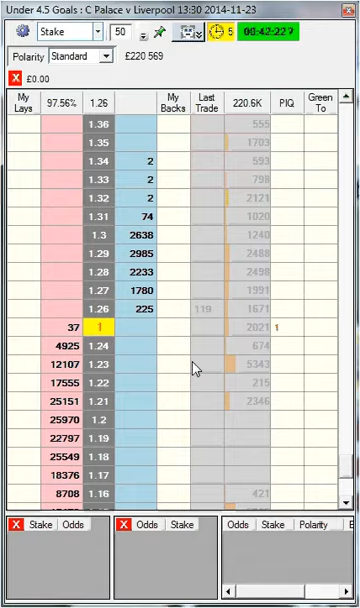 Under 4.5 Goals : C Palace v Liverpool 13:30 2014-11-23
Stake 50 5 00:42:22?
Polarity Standard £220 569
X £0.00
My Lays 97.56% 1.26 My Backs Last Trade 220.6K PIQ Green To
1.36 555
1.35 1703
1.34 2 593
1.33 2 798
1.32 2 2121
1.31 74 1020
1.3 2638 1240
1.29 2985 2488
1.28 2233 2498
1.27 1780 1991
1.26 225 119 1671
37 1 2021 1
4925 1.24 674
12107 1.23 5343
17555 1.22 215
25151 1.21 2346
25970 1.2
22797 1.19
25549 1.18
18376 1.17
8708 1.16 421
X Stake Odds X Odds Stake Odds Stake Polarity